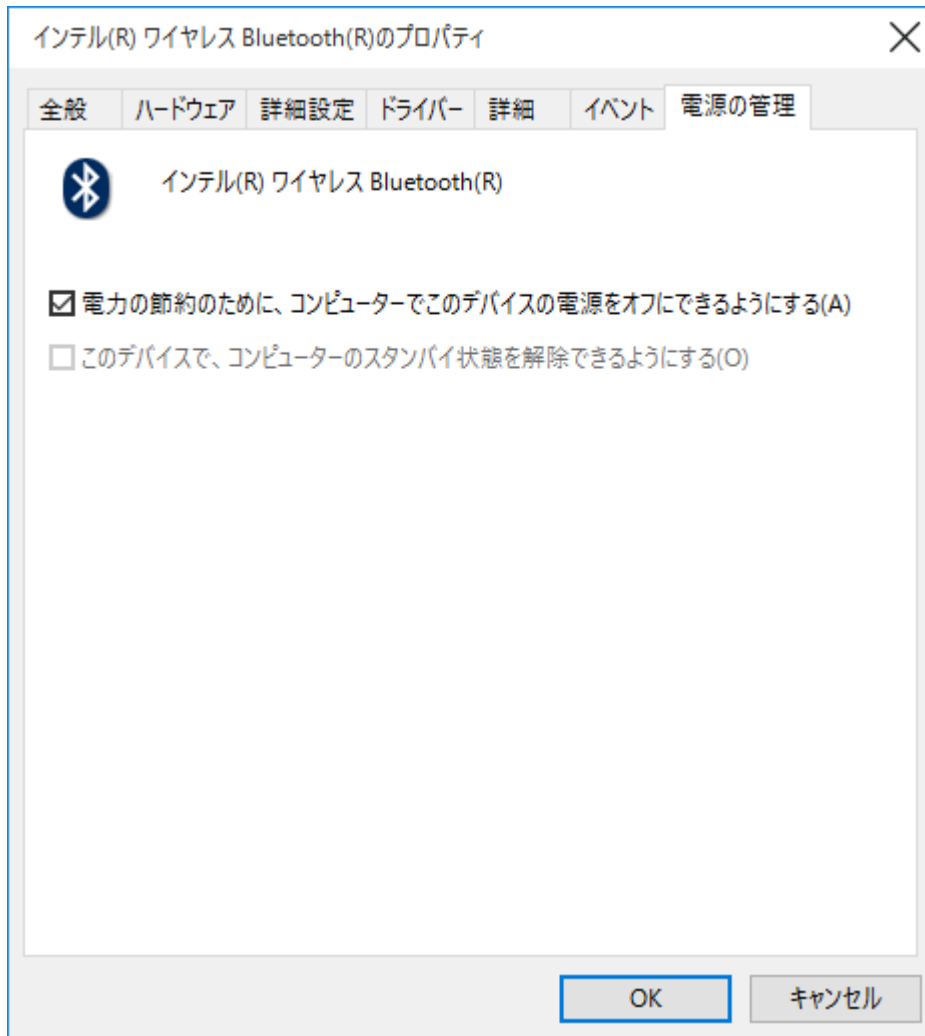 インテル(R) ワイヤレス Bluetooth(R)のプロパティ
全般 ハードウェア 詳細設定 ドライバー 詳細 イベント 電源の管理
インテル(R) ワイヤレス Bluetooth(R)
電力の節約のために、コンピューターでこのデバイスの電源をオフにできるようにする(A)
このデバイスで、コンピューターのスタンバイ状態を解除できるようにする(O)
OK キャンセル